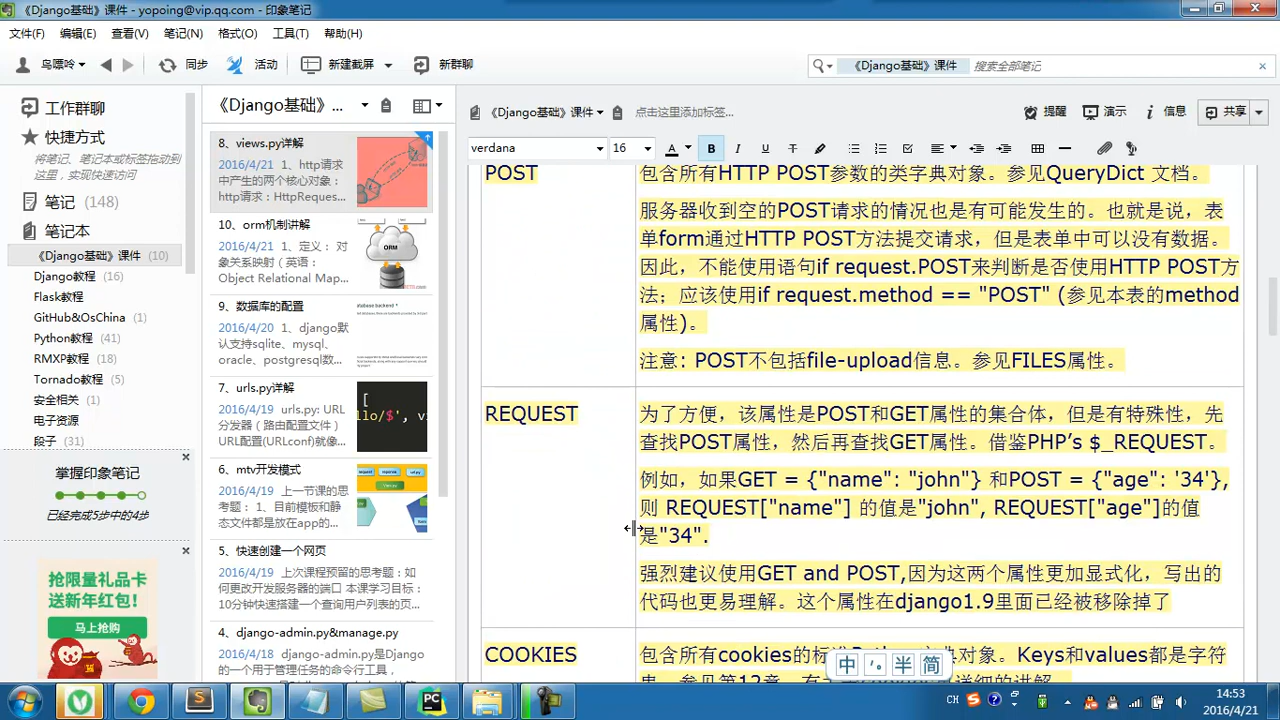 《Django基础》课件 - yopoing@vip.qq.com - 印象笔记
文件(F) 编辑(E) 查看(V) 笔记(N) 格式(O) 工具(T) 帮助(H)
鸟嘌呤 同步 活动 新建截屏 新群聊 《Django基础》课件 搜索全部笔记
工作群聊
快捷方式
将笔记、笔记本或标签拖动到
这里，实现快速访问
笔记 (148)
笔记本
《Django基础》课件 (10)
Django教程 (16)
Flask教程
GitHub&OsChina (1)
Python教程 (41)
RMXP教程 (18)
Tornado教程 (5)
安全相关 (1)
电子资源
段子 (31)
掌握印象笔记
已经完成5步中的4步
抢限量礼品卡
送新年红包!
马上抢购
《Django基础》...
8、views.py详解
2016/4/21 1、http请求
中产生的两个核心对象：
http请求：HttpReques...
10、orm机制讲解
2016/4/21 1、定义： 对
象关系映射（英语：
Object Relational Map...
ORM
9、数据库的配置
2016/4/20 1、django默
认支持sqlite、mysql、
oracle、postgresql数...
7、urls.py详解
2016/4/19 urls.py: URL
分发器（路由配置文件）
URL配置(URLconf)就像...
6、mtv开发模式
2016/4/19 上一节课的思
考题： 1、目前模板和静
态文件都是放在app的...
5、快速创建一个网页
2016/4/19 上次课程预留的思考题：如
何更改开发服务器的端口 本课学习目标：
10分钟快速搭建一个查询用户列表的页...
4、django-admin.py&manage.py
2016/4/18 django-admin.py是Django
的一个用于管理任务的命令行工具，
《Django基础》课件 点击这里添加标签... 提醒 演示 信息 共享
verdana 16 A B I U T
POST
包含所有HTTP POST参数的类字典对象。参见QueryDict 文档。
服务器收到空的POST请求的情况也是有可能发生的。也就是说，表
单form通过HTTP POST方法提交请求，但是表单中可以没有数据。
因此，不能使用语句if request.POST来判断是否使用HTTP POST方
法；应该使用if request.method == "POST" (参见本表的method
属性)。
注意: POST不包括file-upload信息。参见FILES属性。
REQUEST
为了方便，该属性是POST和GET属性的集合体，但是有特殊性，先
查找POST属性，然后再查找GET属性。借鉴PHP’s $_REQUEST。
例如，如果GET = {"name": "john"} 和POST = {"age": '34'},
则 REQUEST["name"] 的值是"john", REQUEST["age"]的值
是"34".
强烈建议使用GET and POST,因为这两个属性更加显式化，写出的
代码也更易理解。这个属性在django1.9里面已经被移除掉了
COOKIES
包含所有cookies的标准Python字典对象。Keys和values都是字符
中 半 简
CH 14:53
2016/4/21